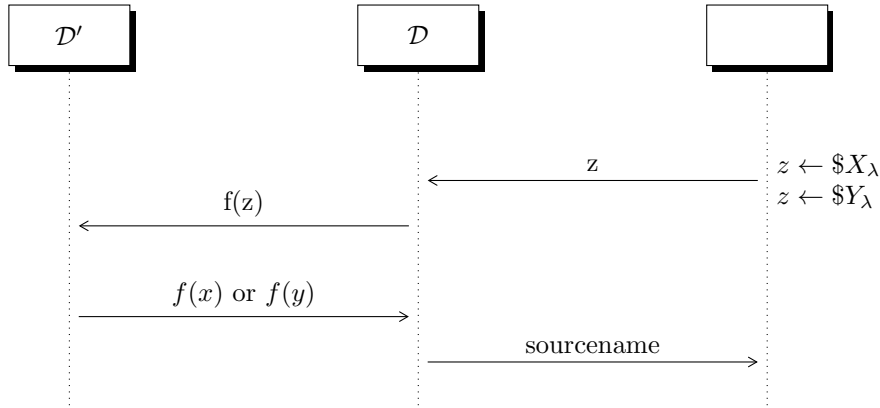 𝒟′ 𝒟
z
z ← $X_λ
z ← $Y_λ
f(z)
f(x) or f(y)
sourcename